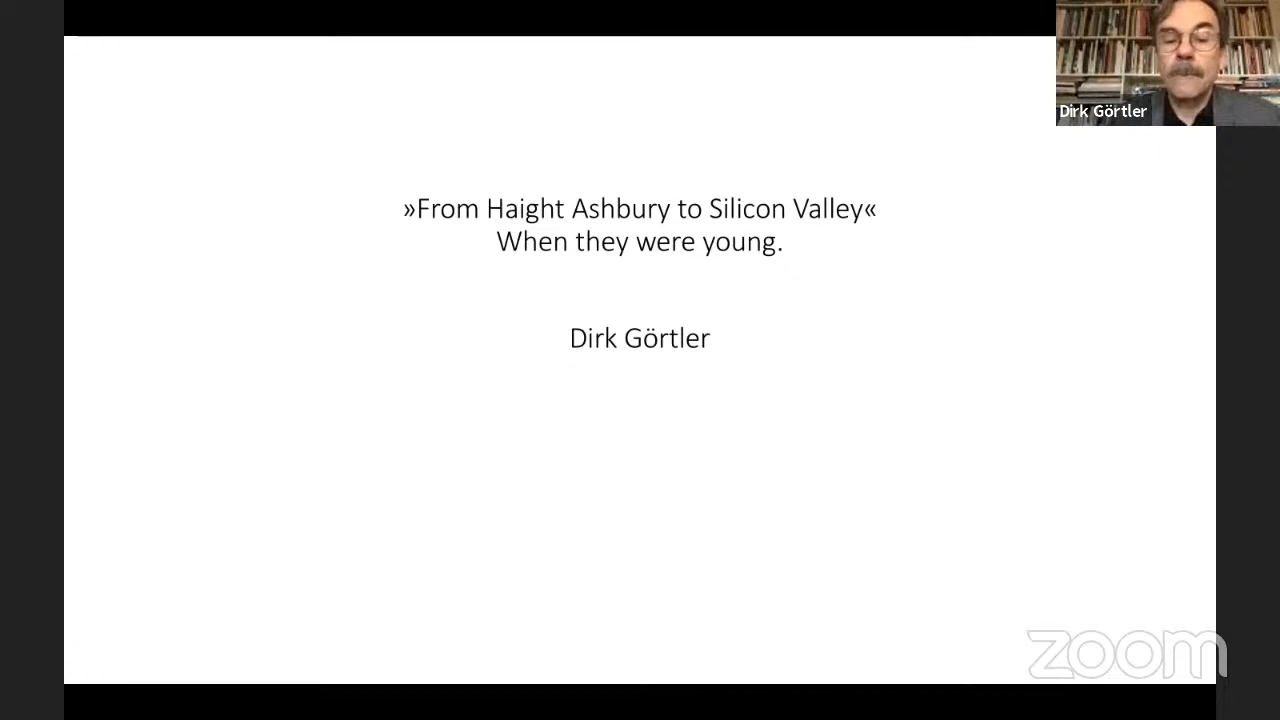 Dirk Görtler
»From Haight Ashbury to Silicon Valley«
When they were young.
Dirk Görtler
zoom